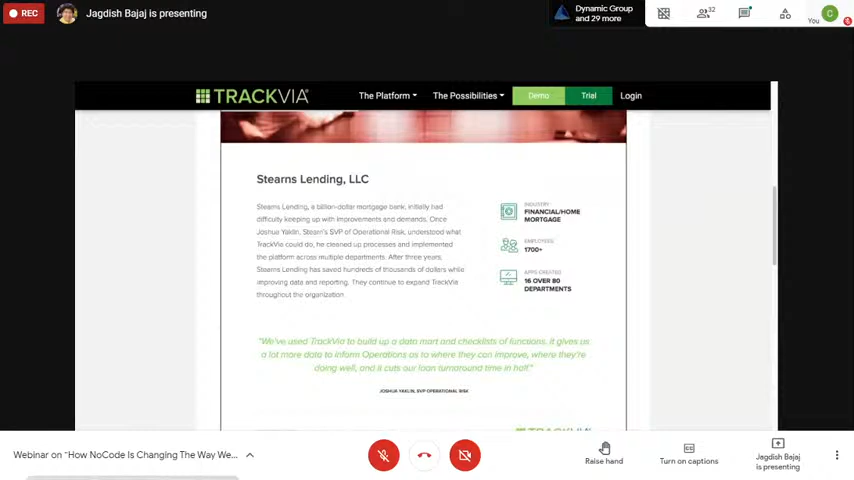 REC
Jagdish Bajaj is presenting
Dynamic Group
and 29 more
32
You
C
TRACKVIA
The Platform
The Possibilities
Demo
Trial
Login
Stearns Lending, LLC
Stearns Lending, a billion-dollar mortgage bank, initially had
difficulty keeping up with improvements and demands. Once
Joshua Yaklin, Stearn's SVP of Operational Risk, understood what
TrackVia could do, he cleaned up processes and implemented
the platform across multiple departments. After three years,
Stearns Lending has saved hundreds of thousands of dollars while
improving data and reporting. They continue to expand TrackVia
throughout the organization.
INDUSTRY:
FINANCIAL/HOME
MORTGAGE
EMPLOYEES:
1700+
APPS CREATED:
16 OVER 80
DEPARTMENTS
"We've used TrackVia to build up a data mart and checklists of functions. It gives us
a lot more data to inform Operations as to where they can improve, where they're
doing well, and it cuts our loan turnaround time in half."
JOSHUA YAKLIN, SVP OPERATIONAL RISK
Webinar on "How NoCode Is Changing The Way We...
Raise hand
Turn on captions
Jagdish Bajaj
is presenting